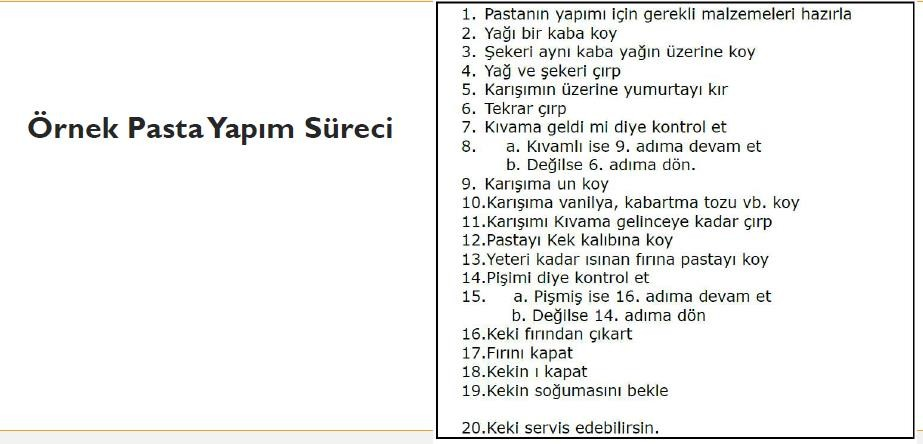 Örnek Pasta Yapım Süreci
1. Pastanın yapımı için gerekli malzemeleri hazırla
2. Yağı bir kaba koy
3. Şekeri aynı kaba yağın üzerine koy
4. Yağ ve şekeri çırp
5. Karışımın üzerine yumurtayı kır
6. Tekrar çırp
7. Kıvama geldi mi diye kontrol et
8. a. Kıvamlı ise 9. adıma devam et
b. Değilse 6. adıma dön.
9. Karışıma un koy
10.Karışıma vanilya, kabartma tozu vb. koy
11.Karışımı Kıvama gelinceye kadar çırp
12.Pastayı Kek kalıbına koy
13.Yeteri kadar ısınan fırına pastayı koy
14.Pişimi diye kontrol et
15. a. Pişmiş ise 16. adıma devam et
b. Değilse 14. adıma dön
16.Keki fırından çıkart
17.Fırını kapat
18.Kekin ı kapat
19.Kekin soğumasını bekle
20.Keki servis edebilirsin.